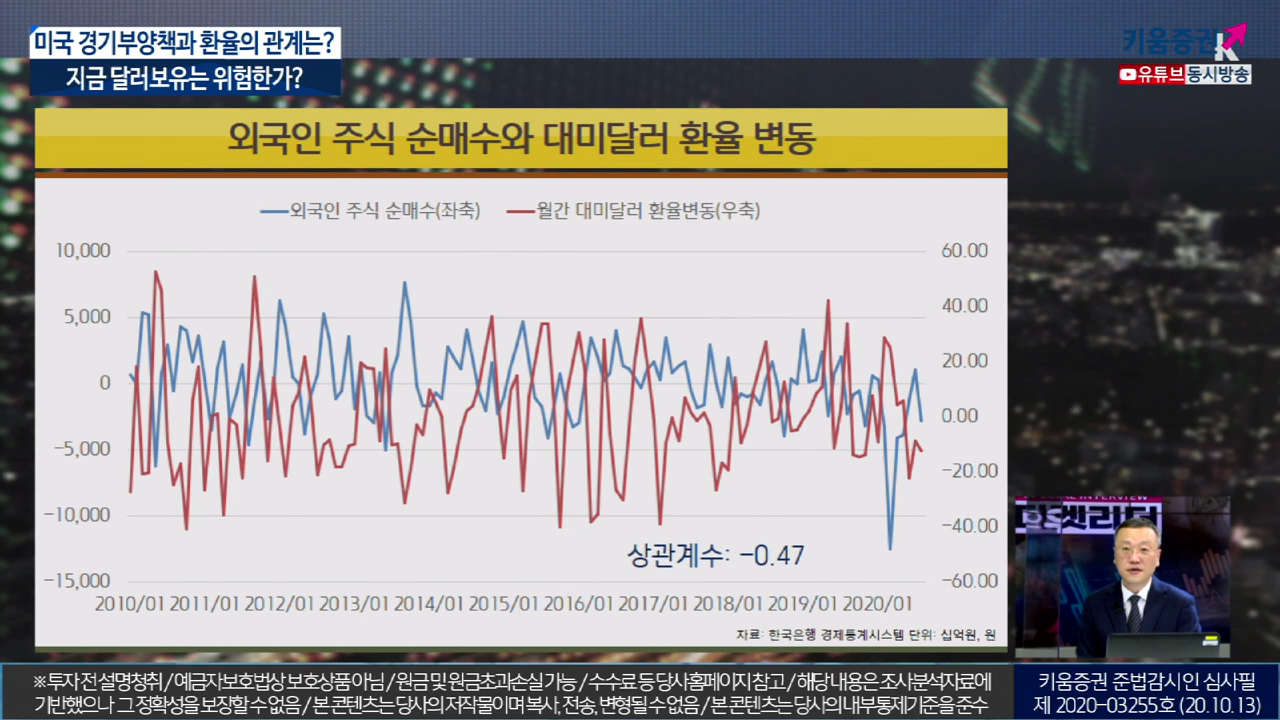 미국 경기부양책과 환율의 관계는?
지금 달러보유는 위험한가?
키움증권
유튜브동시방송
외국인 주식 순매수와 대미달러 환율 변동
외국인 주식 순매수(좌축) 월간 대미달러 환율변동(우축)
10,000 60.00
5,000 40.00
0 20.00
-5,000 0.00
-10,000 -20.00
-15,000 -40.00
-60.00
상관계수: -0.47
2010/01 2011/01 2012/01 2013/01 2014/01 2015/01 2016/01 2017/01 2018/01 2019/01 2020/01
자료: 한국은행 경제통계시스템 단위: 십억원, 원
※투자 전 설명청취 / 예금자보호법상 보호상품 아님 / 원금 및 원금초과손실 가능 / 수수료 등 당사홈페이지 참고 / 해당 내용은 조사분석자료에
기반했으나 그 정확성을 보장할 수 없음 / 본 콘텐츠는 당사의 저작물이며 복사, 전송, 변형될 수 없음 / 본 콘텐츠는 당사의 내부통제기준을 준수
키움증권 준법감시인 심사필
제 2020-03255호 (20.10.13)